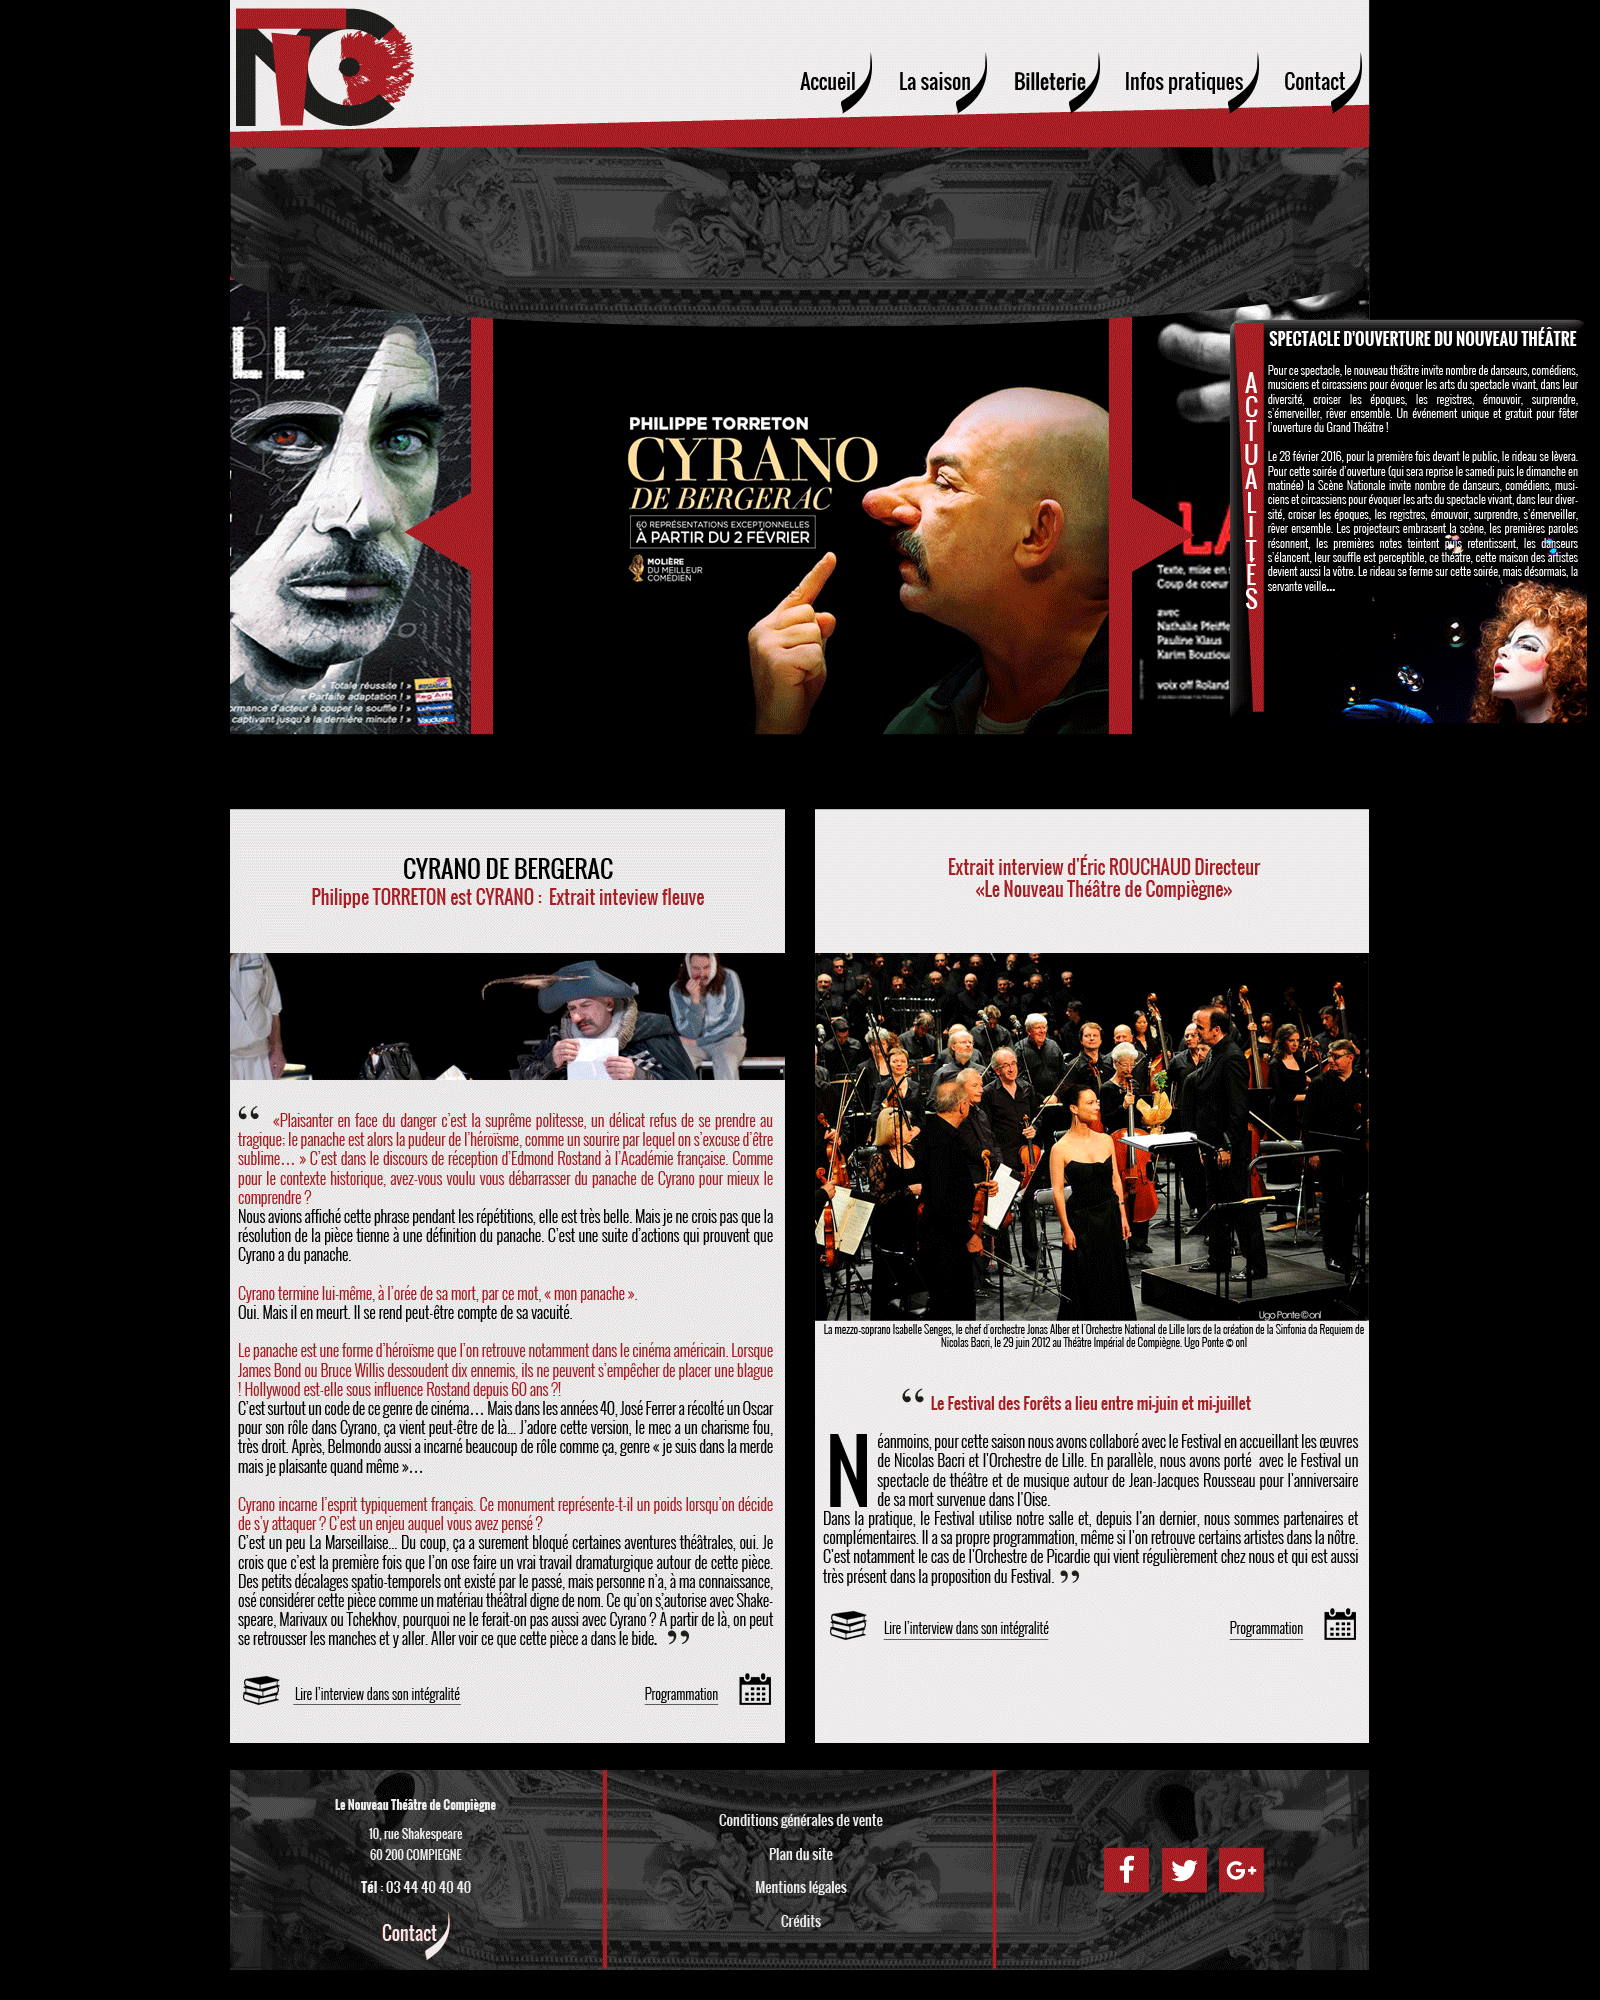 NTC
Accueil
La saison
Billeterie
Infos pratiques
Contact
LL
« Totale réussite ! »
« Parfaite adaptation ! »
Reg'Arts
ormance d'acteur à couper le souffle ! »
La Provence
captivant jusqu'à la dernière minute ! »
Vaucluse
PHILIPPE TORRETON
CYRANO
DE BERGERAC
60 REPRÉSENTATIONS EXCEPTIONNELLES
À PARTIR DU 2 FÉVRIER
MOLIÈRE
DU MEILLEUR
COMÉDIEN
LA
Texte, mise en
Coup de coeur
avec
Nathalie Pfeiffe
Pauline Klaus
Karim Bouziou
voix off Roland
ACTUALITÉS
SPECTACLE D'OUVERTURE DU NOUVEAU THÉÂTRE
Pour ce spectacle, le nouveau théâtre invite nombre de danseurs, comédiens,
musiciens et circassiens pour évoquer les arts du spectacle vivant, dans leur
diversité, croiser les époques, les registres, émouvoir, surprendre,
s'émerveiller, rêver ensemble. Un événement unique et gratuit pour fêter
l'ouverture du Grand Théâtre !
Le 28 février 2016, pour la première fois devant le public, le rideau se lèvera.
Pour cette soirée d'ouverture (qui sera reprise le samedi puis le dimanche en
matinée) la Scène Nationale invite nombre de danseurs, comédiens, musi-
ciens et circassiens pour évoquer les arts du spectacle vivant, dans leur diver-
sité, croiser les époques, les registres, émouvoir, surprendre, s'émerveiller,
rêver ensemble. Les projecteurs embrasent la scène, les premières paroles
résonnent, les premières notes teintent puis retentissent, les danseurs
s'élancent, leur souffle est perceptible, ce théâtre, cette maison des artistes
devient aussi la vôtre. Le rideau se ferme sur cette soirée, mais désormais, la
servante veille...
CYRANO DE BERGERAC
Philippe TORRETON est CYRANO : Extrait inteview fleuve
“ «Plaisanter en face du danger c'est la suprême politesse, un délicat refus de se prendre au
tragique; le panache est alors la pudeur de l'héroïsme, comme un sourire par lequel on s'excuse d'être
sublime… » C'est dans le discours de réception d'Edmond Rostand à l'Académie française. Comme
pour le contexte historique, avez-vous voulu vous débarrasser du panache de Cyrano pour mieux le
comprendre ?
Nous avions affiché cette phrase pendant les répétitions, elle est très belle. Mais je ne crois pas que la
résolution de la pièce tienne à une définition du panache. C'est une suite d'actions qui prouvent que
Cyrano a du panache.
Cyrano termine lui-même, à l'orée de sa mort, par ce mot, « mon panache ».
Oui. Mais il en meurt. Il se rend peut-être compte de sa vacuité.
Le panache est une forme d'héroïsme que l'on retrouve notamment dans le cinéma américain. Lorsque
James Bond ou Bruce Willis dessoudent dix ennemis, ils ne peuvent s'empêcher de placer une blague
! Hollywood est-elle sous influence Rostand depuis 60 ans ?!
C'est surtout un code de ce genre de cinéma… Mais dans les années 40, José Ferrer a récolté un Oscar
pour son rôle dans Cyrano, ça vient peut-être de là... J'adore cette version, le mec a un charisme fou,
très droit. Après, Belmondo aussi a incarné beaucoup de rôle comme ça, genre « je suis dans la merde
mais je plaisante quand même »…
Cyrano incarne l'esprit typiquement français. Ce monument représente-t-il un poids lorsqu'on décide
de s'y attaquer ? C'est un enjeu auquel vous avez pensé ?
C'est un peu La Marseillaise... Du coup, ça a surement bloqué certaines aventures théâtrales, oui. Je
crois que c'est la première fois que l'on ose faire un vrai travail dramaturgique autour de cette pièce.
Des petits décalages spatio-temporels ont existé par le passé, mais personne n'a, à ma connaissance,
osé considérer cette pièce comme un matériau théâtral digne de nom. Ce qu'on s'autorise avec Shake-
speare, Marivaux ou Tchekhov, pourquoi ne le ferait-on pas aussi avec Cyrano ? A partir de là, on peut
se retrousser les manches et y aller. Aller voir ce que cette pièce a dans le bide. ”
Lire l'interview dans son intégralité
Programmation
Extrait interview d'Éric ROUCHAUD Directeur
«Le Nouveau Théâtre de Compiègne»
Ugo Ponte © onl
La mezzo-soprano Isabelle Senges, le chef d'orchestre Jonas Alber et l'Orchestre National de Lille lors de la création de la Sinfonia da Requiem de
Nicolas Bacri, le 29 juin 2012 au Théâtre Impérial de Compiègne. Ugo Ponte © onl
“ Le Festival des Forêts a lieu entre mi-juin et mi-juillet
Néanmoins, pour cette saison nous avons collaboré avec le Festival en accueillant les œuvres
de Nicolas Bacri et l'Orchestre de Lille. En parallèle, nous avons porté avec le Festival un
spectacle de théâtre et de musique autour de Jean-Jacques Rousseau pour l'anniversaire
de sa mort survenue dans l'Oise.
Dans la pratique, le Festival utilise notre salle et, depuis l'an dernier, nous sommes partenaires et
complémentaires. Il a sa propre programmation, même si l'on retrouve certains artistes dans la nôtre.
C'est notamment le cas de l'Orchestre de Picardie qui vient régulièrement chez nous et qui est aussi
très présent dans la proposition du Festival. ”
Lire l'interview dans son intégralité
Programmation
Le Nouveau Théâtre de Compiègne
10, rue Shakespeare
60 200 COMPIEGNE
Tél : 03 44 40 40 40
Contact
Conditions générales de vente
Plan du site
Mentions légales
Crédits
f
G+